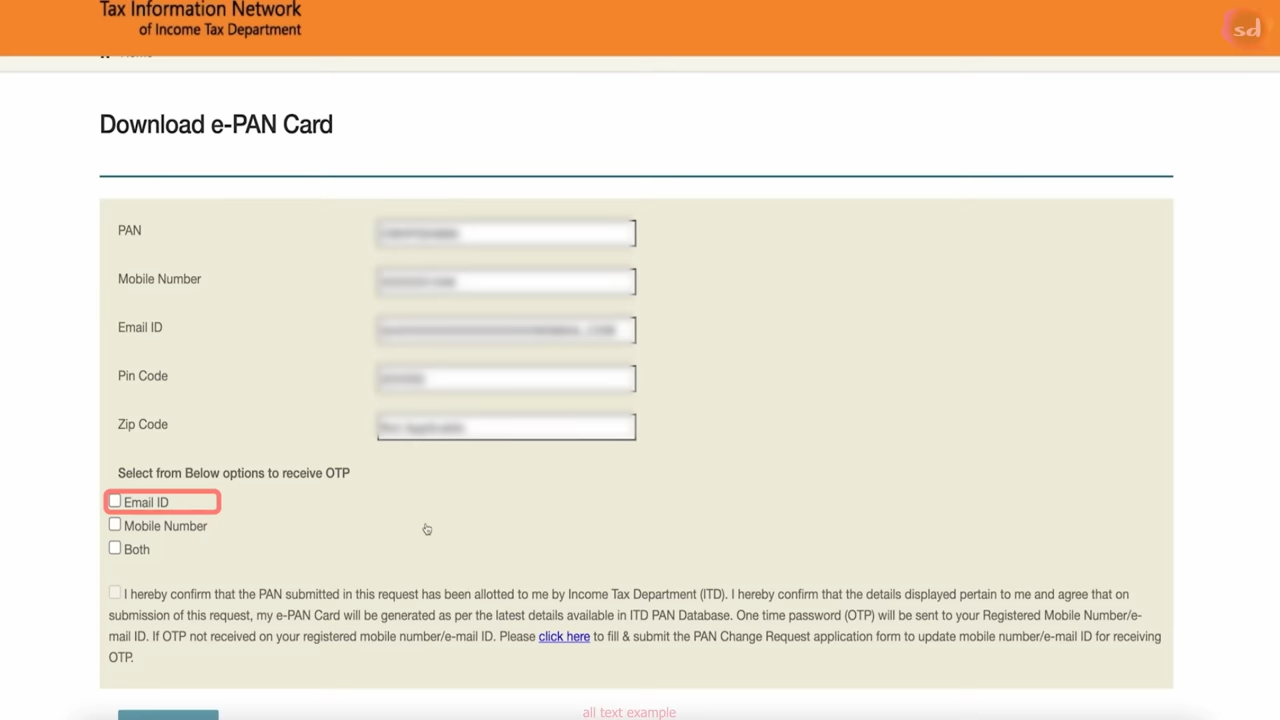 Tax Information Network
of Income Tax Department
sd
Download e-PAN Card
PAN
Mobile Number
Email ID
Pin Code
Zip Code
Not Applicable
Select from Below options to receive OTP
Email ID
Mobile Number
Both
I hereby confirm that the PAN submitted in this request has been allotted to me by Income Tax Department (ITD). I hereby confirm that the details displayed pertain to me and agree that on
submission of this request, my e-PAN Card will be generated as per the latest details available in ITD PAN Database. One time password (OTP) will be sent to your Registered Mobile Number/e-
mail ID. If OTP not received on your registered mobile number/e-mail ID. Please click here to fill & submit the PAN Change Request application form to update mobile number/e-mail ID for receiving
OTP.
all text example